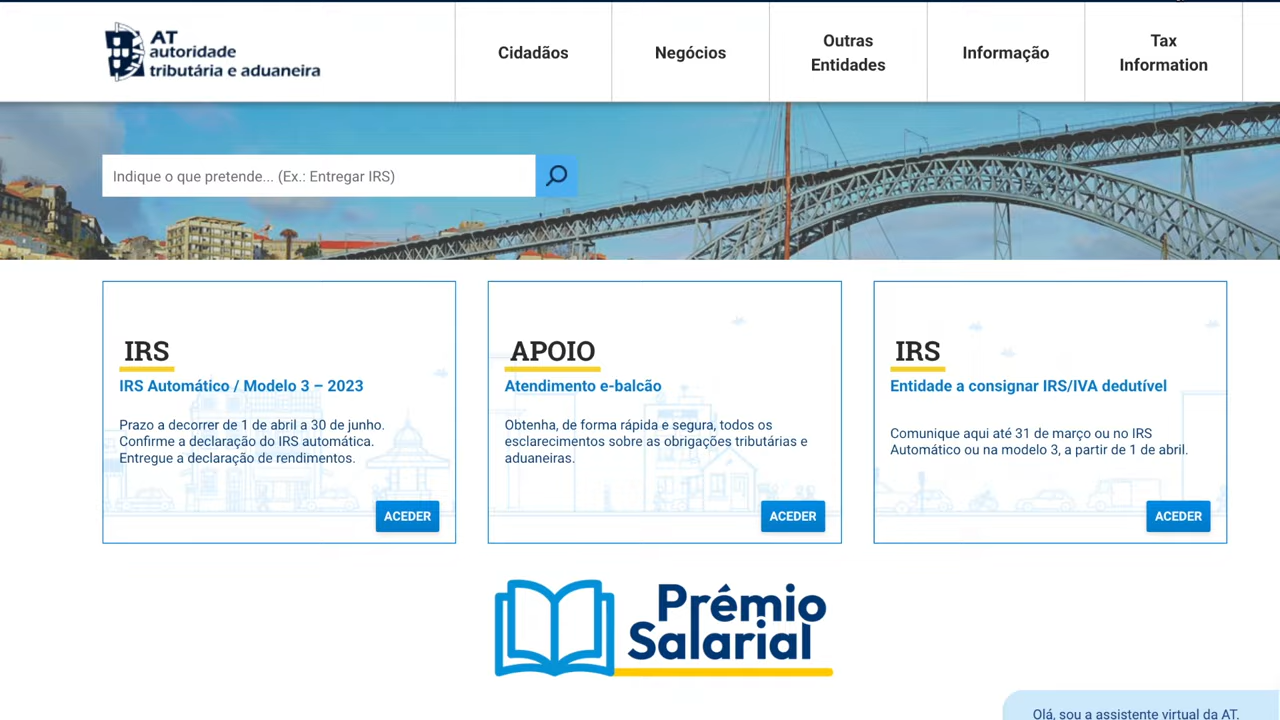 AT
autoridade
tributária e aduaneira
Cidadãos
Negócios
Outras
Entidades
Informação
Tax
Information
Indique o que pretende... (Ex.: Entregar IRS)
IRS
IRS Automático / Modelo 3 – 2023
Prazo a decorrer de 1 de abril a 30 de junho.
Confirme a declaração do IRS automática.
Entregue a declaração de rendimentos.
ACEDER
APOIO
Atendimento e-balcão
Obtenha, de forma rápida e segura, todos os
esclarecimentos sobre as obrigações tributárias e
aduaneiras.
ACEDER
IRS
Entidade a consignar IRS/IVA dedutível
Comunique aqui até 31 de março ou no IRS
Automático ou na modelo 3, a partir de 1 de abril.
ACEDER
Prémio
Salarial
Olá, sou a assistente virtual da AT.